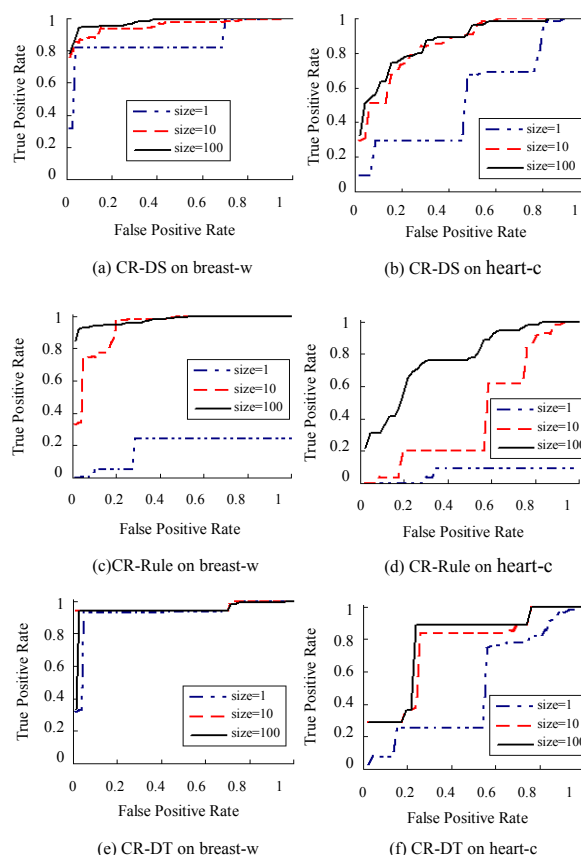 True Positive Rate
1
0.8
0.6
0.4
0.2
0
size=1
size=10
size=100
0 0.2 0.4 0.6 0.8 1
False Positive Rate
(a) CR-DS on breast-w
True Positive Rate
1
0.8
0.6
0.4
0.2
0
size=1
size=10
size=100
0 0.2 0.4 0.6 0.8 1
False Positive Rate
(b) CR-DS on heart-c
True Positive Rate
1
0.8
0.6
0.4
0.2
0
size=1
size=10
size=100
0 0.2 0.4 0.6 0.8 1
False Positive Rate
(c)CR-Rule on breast-w
True Positive Rate
1
0.8
0.6
0.4
0.2
0
size=1
size=10
size=100
0 0.2 0.4 0.6 0.8 1
False Positive Rate
(d) CR-Rule on heart-c
True Positive Rate
1
0.8
0.6
0.4
0.2
0
size=1
size=10
size=100
0 0.2 0.4 0.6 0.8 1
False Positive Rate
(e) CR-DT on breast-w
True Positive Rate
1
0.8
0.6
0.4
0.2
0
size=1
size=10
size=100
0 0.2 0.4 0.6 0.8 1
False Positive Rate
(f) CR-DT on heart-c